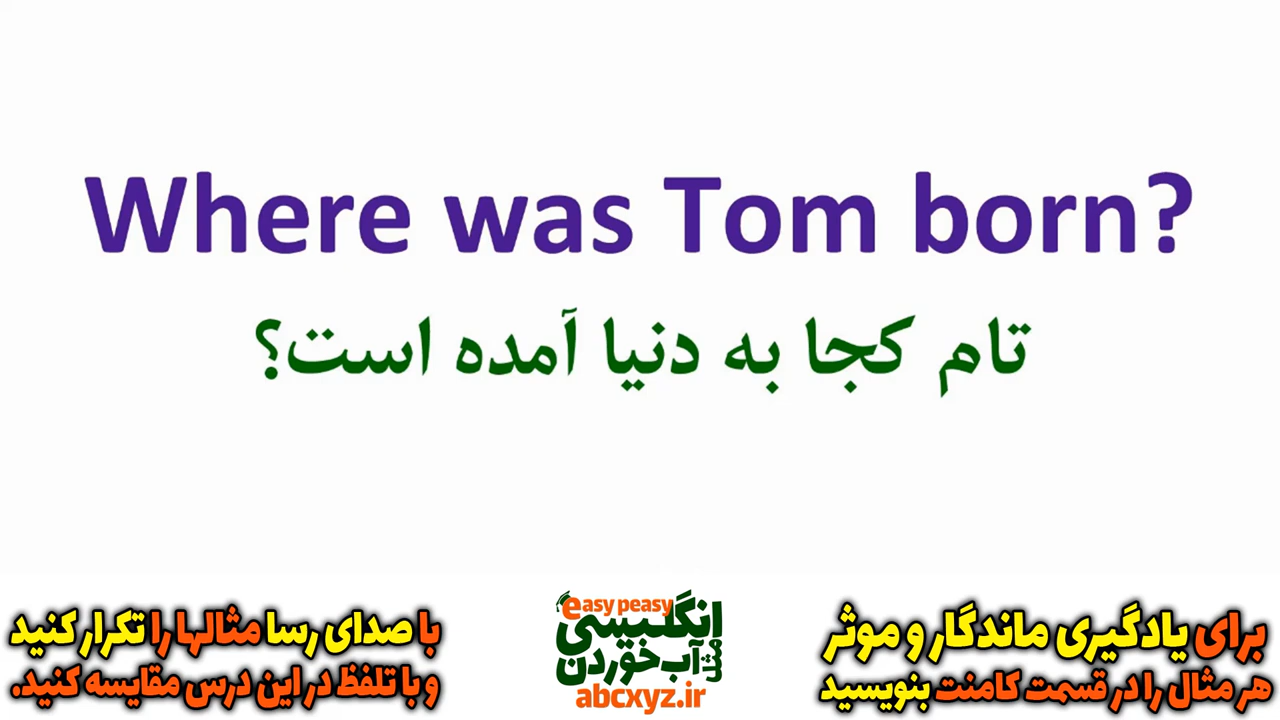 Where was Tom born?
تام کجا به دنیا آمده است؟
برای یادگیری ماندگار و موثر
هر مثال را در قسمت کامنت بنویسید
easy peasy
انگلیسی
مثل آب خوردن
abcxyz.ir
با صدای رسا مثالها را تکرار کنید
و با تلفظ در این درس مقایسه کنید.